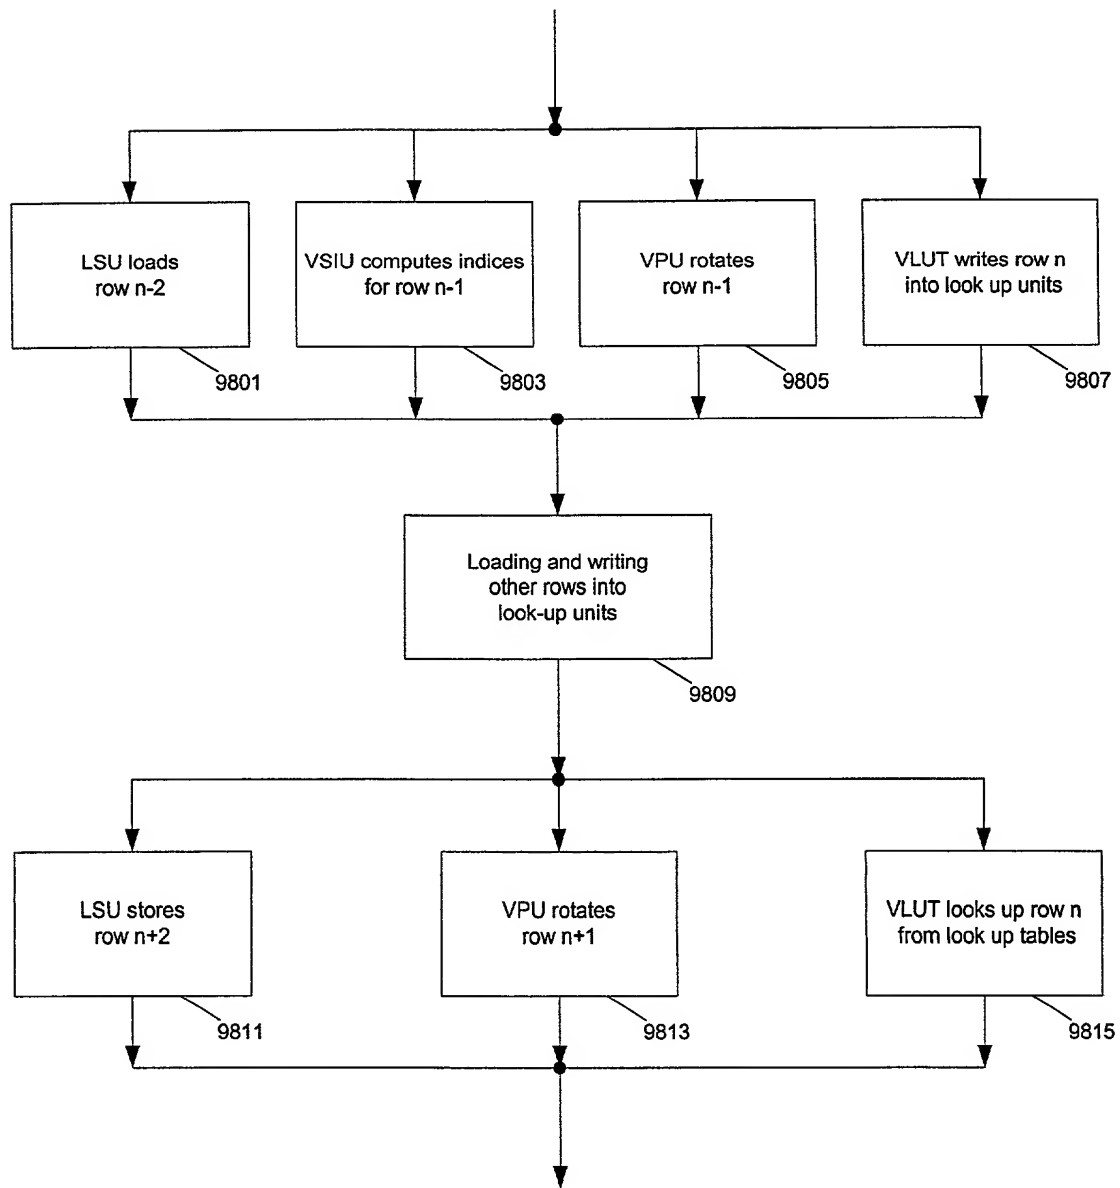 LSU loads
row n-2
9801
VSIU computes indices
for row n-1
9803
VPU rotates
row n-1
9805
VLUT writes row n
into look up units
9807
Loading and writing
other rows into
look-up units
9809
LSU stores
row n+2
9811
VPU rotates
row n+1
9813
VLUT looks up row n
from look up tables
9815